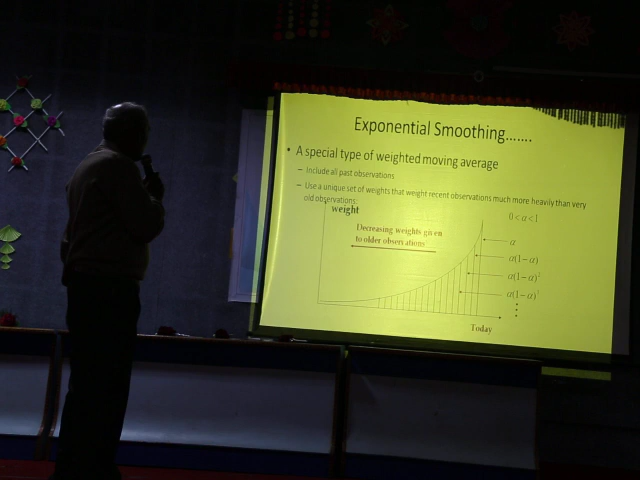 Exponential Smoothing.......
• A special type of weighted moving average
– Include all past observations
– Use a unique set of weights that weight recent observations much more heavily than very
old observations:
weight
0 < α < 1
Decreasing weights given
to older observations
α
α(1−α)
α(1−α)²
α(1−α)³
⋮
Today